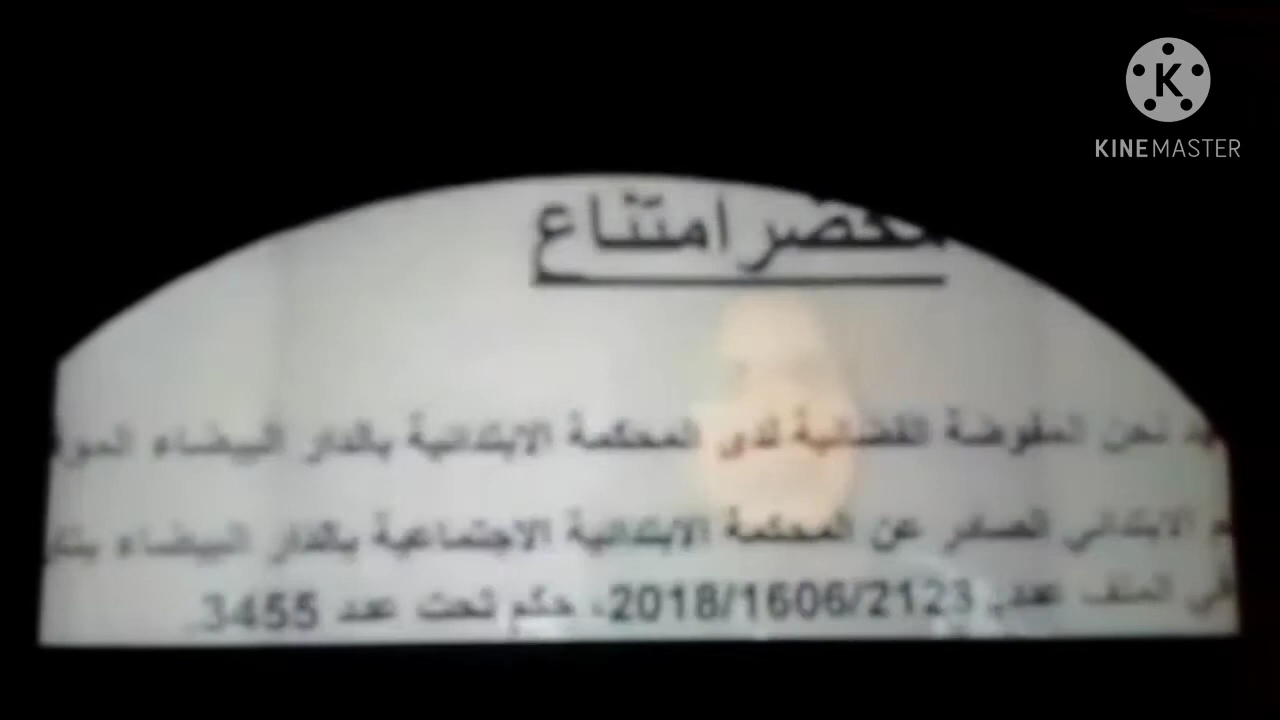 KINEMASTER
محضر امتناع
نحن المفوضة القضائية لدى المحكمة الابتدائية بالدار البيضاء
الابتدائي الصادر عن المحكمة الابتدائية الاجتماعية بالدار البيضاء
في الملف عدد 2018/1606/2123، حكم تحت عدد 3455.